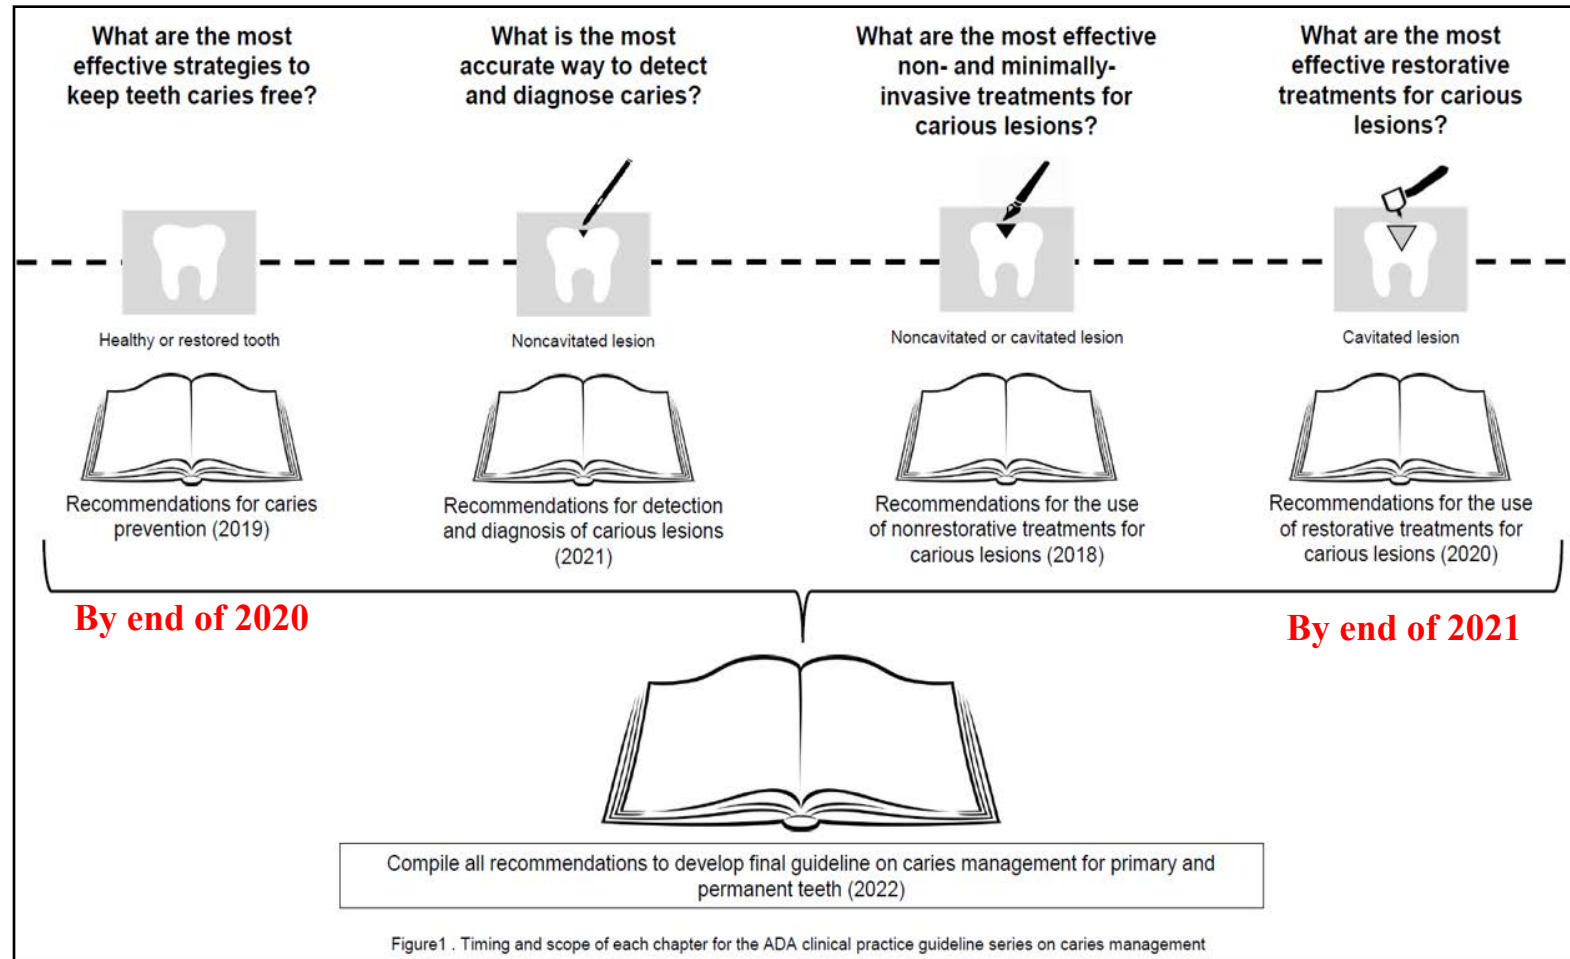 What are the most
effective strategies to
keep teeth caries free?
What is the most
accurate way to detect
and diagnose caries?
What are the most effective
non- and minimally-
invasive treatments for
carious lesions?
What are the most
effective restorative
treatments for carious
lesions?
Healthy or restored tooth
Noncavitated lesion
Noncavitated or cavitated lesion
Cavitated lesion
Recommendations for caries
prevention (2019)
Recommendations for detection
and diagnosis of carious lesions
(2021)
Recommendations for the use
of nonrestorative treatments for
carious lesions (2018)
Recommendations for the use
of restorative treatments for
carious lesions (2020)
By end of 2020
By end of 2021
Compile all recommendations to develop final guideline on caries management for primary and
permanent teeth (2022)
Figure1 . Timing and scope of each chapter for the ADA clinical practice guideline series on caries management